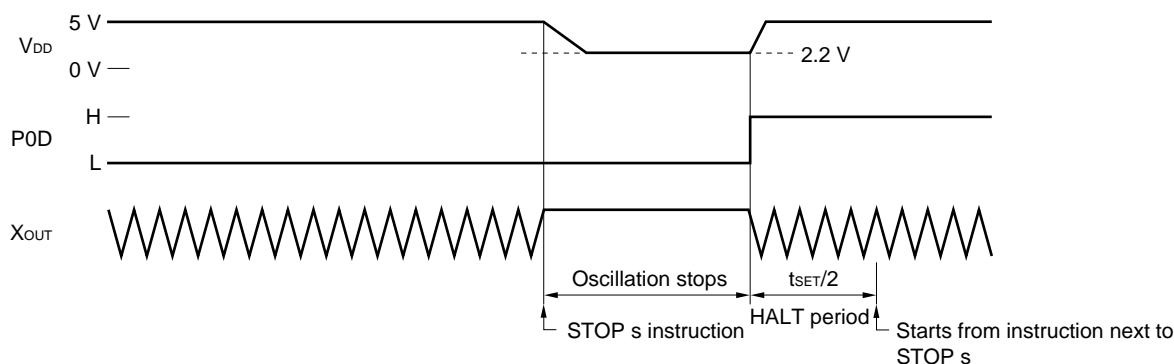 5 V
VDD
2.2 V
0 V
H
P0D
L
XOUT
Oscillation stops
tSET/2
STOP s instruction
HALT period
Starts from instruction next to
STOP s